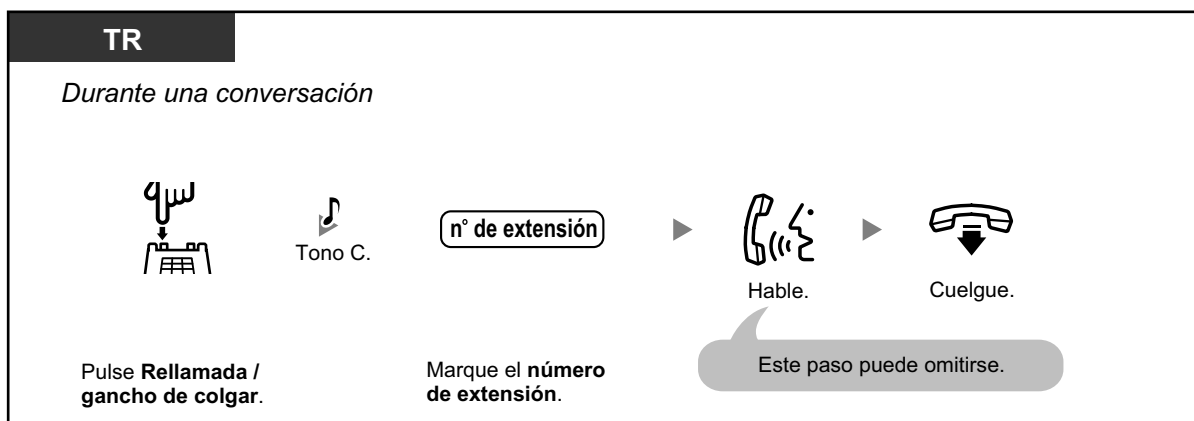 TR
Durante una conversación
Tono C.
n° de extensión
Hable.
Cuelgue.
Pulse Rellamada /
gancho de colgar.
Marque el número
de extensión.
Este paso puede omitirse.